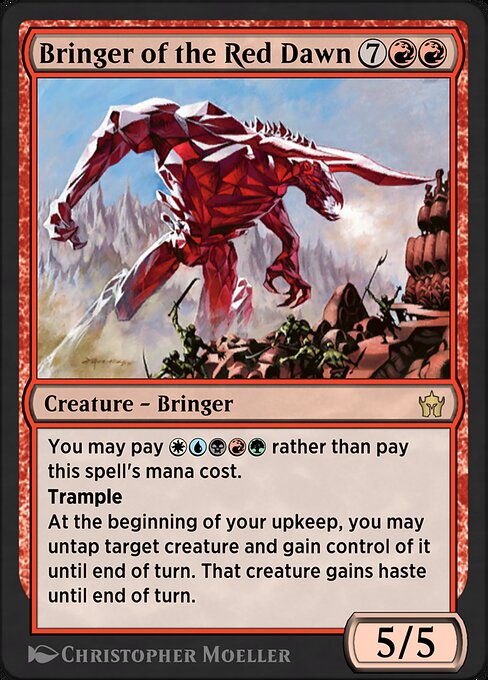 Bringer of the Red Dawn 7
Creature – Bringer
You may pay rather than pay
this spell's mana cost.
Trample
At the beginning of your upkeep, you may
untap target creature and gain control of it
until end of turn. That creature gains haste
until end of turn.
5/5
Christopher Moeller